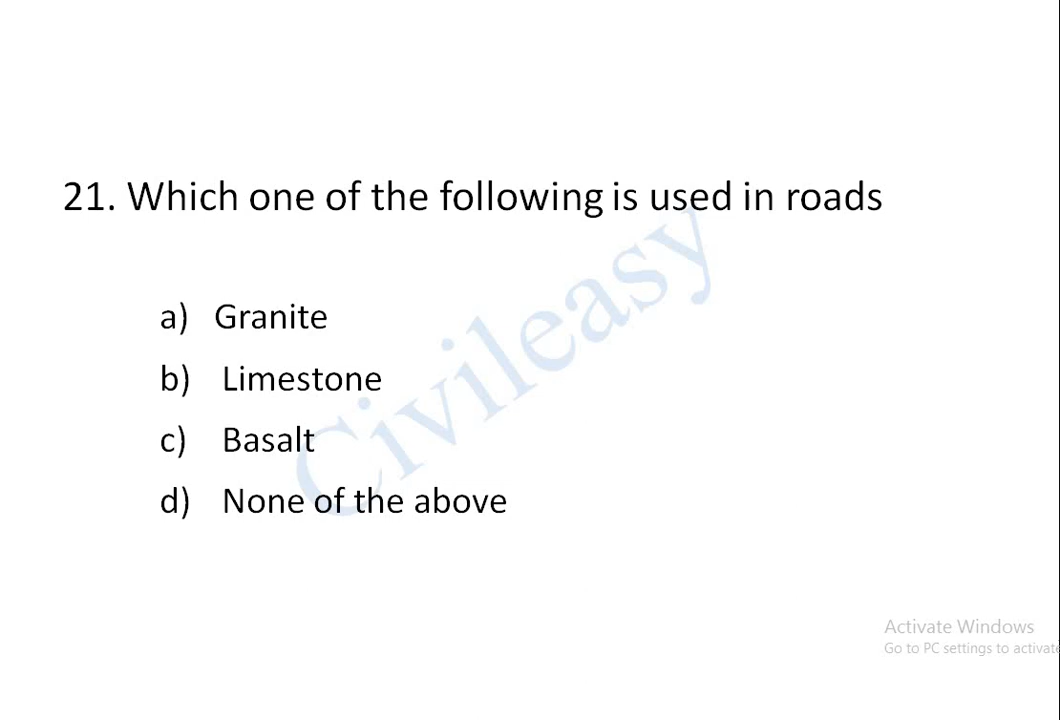 21. Which one of the following is used in roads
a) Granite
b) Limestone
c) Basalt
d) None of the above
Civileasy
Activate Windows
Go to PC settings to activate